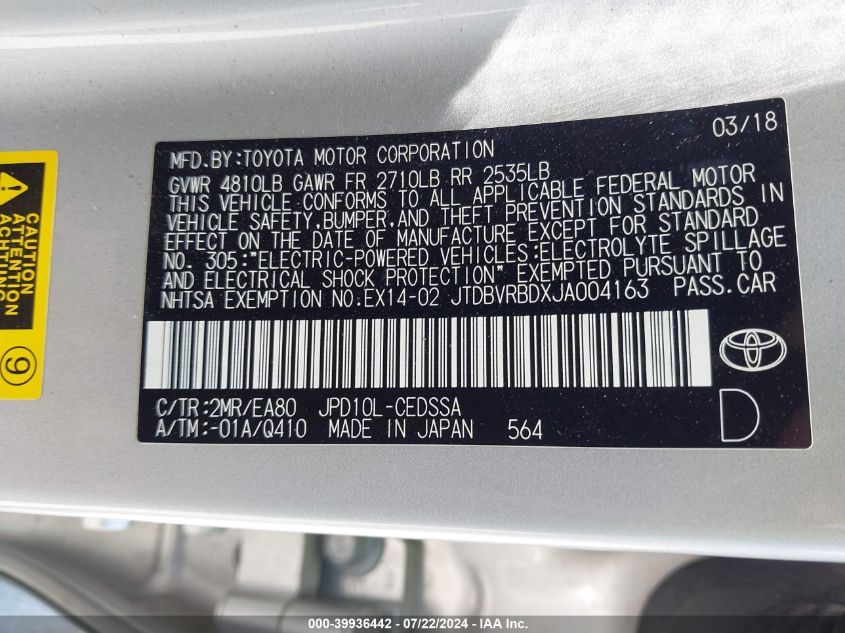 03/18
MFD.BY:TOYOTA MOTOR CORPORATION
GVWR 4810LB GAWR FR 2710LB RR 2535LB
THIS VEHICLE CONFORMS TO ALL APPLICABLE FEDERAL MOTOR
VEHICLE SAFETY,BUMPER,AND THEFT PREVENTION STANDARDS IN
EFFECT ON THE DATE OF MANUFACTURE EXCEPT FOR STANDARD
NO. 305:"ELECTRIC-POWERED VEHICLES:ELECTROLYTE SPILLAGE
AND ELECTRICAL SHOCK PROTECTION" EXEMPTED PURSUANT TO
NHTSA EXEMPTION NO.EX14-02 JTDBVRBDXJA004163 PASS.CAR
C/TR:2MR/EA80 JPD10L-CEDSSA
A/TM:-01A/Q410 MADE IN JAPAN 564
D
CAUTION
ATTENTION
ACHTUNG
9
000-39936442 - 07/22/2024 - IAA Inc.